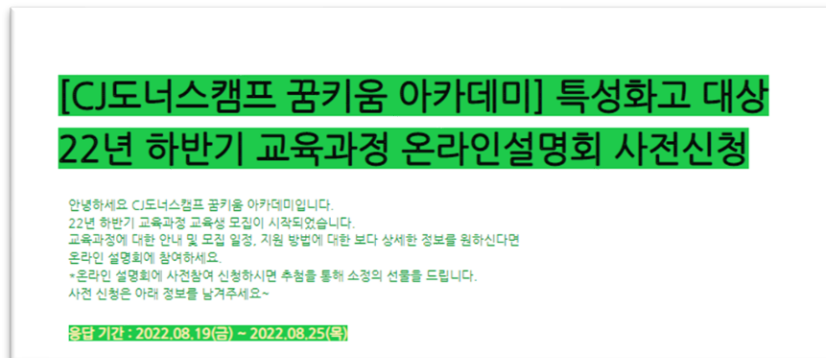 [CJ도너스캠프 꿈키움 아카데미] 특성화고 대상
22년 하반기 교육과정 온라인설명회 사전신청
안녕하세요 CJ도너스캠프 꿈키움 아카데미입니다.
22년 하반기 교육과정 교육생 모집이 시작되었습니다.
교육과정에 대한 안내 및 모집 일정, 지원 방법에 대한 보다 상세한 정보를 원하신다면
온라인 설명회에 참여하세요.
*온라인 설명회에 사전참여 신청하시면 추첨을 통해 소정의 선물을 드립니다.
사전 신청은 아래 정보를 남겨주세요~
응답 기간 : 2022.08.19(금) ~ 2022.08.25(목)